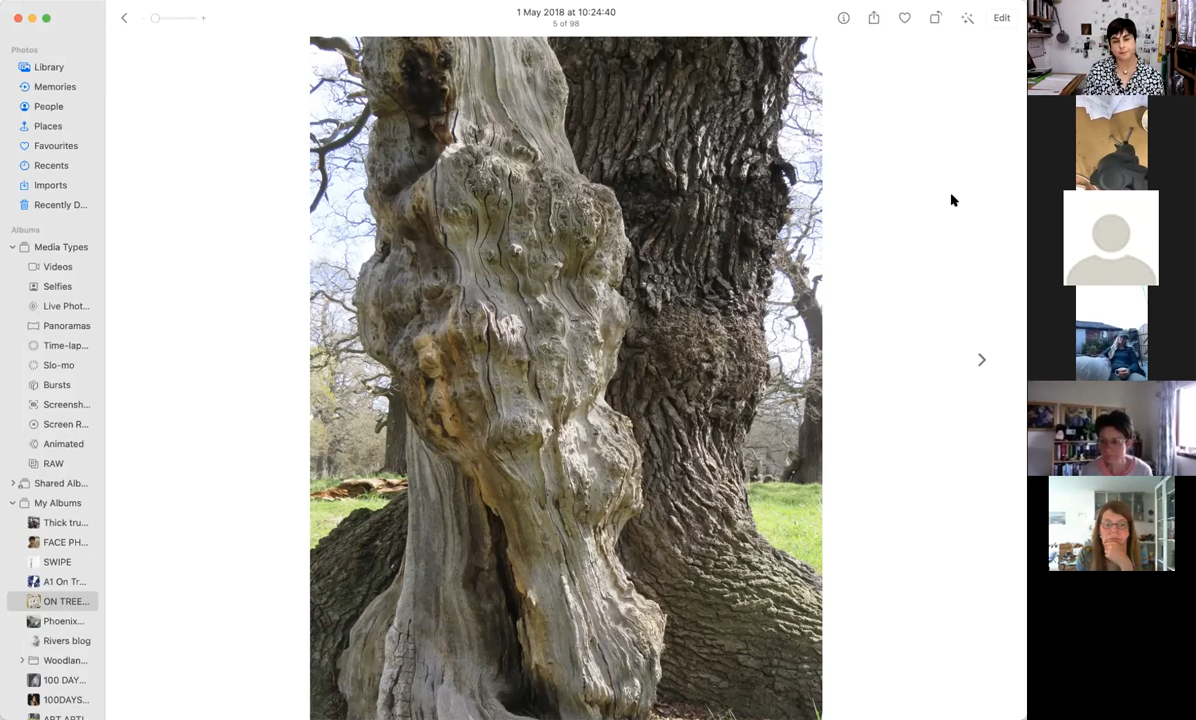 1 May 2018 at 10:24:40
5 of 98
Edit
Photos
Library
Memories
People
Places
Favourites
Recents
Imports
Recently D...
Albums
Media Types
Videos
Selfies
Live Phot...
Panoramas
Time-lap...
Slo-mo
Bursts
Screensh...
Screen R...
Animated
RAW
Shared Alb...
My Albums
Thick tru...
FACE PH...
SWIPE
A1 On Tr...
ON TREE...
Phoenix...
Rivers blog
Woodlan...
100 DAY...
100DAYS...
ART ARTI...